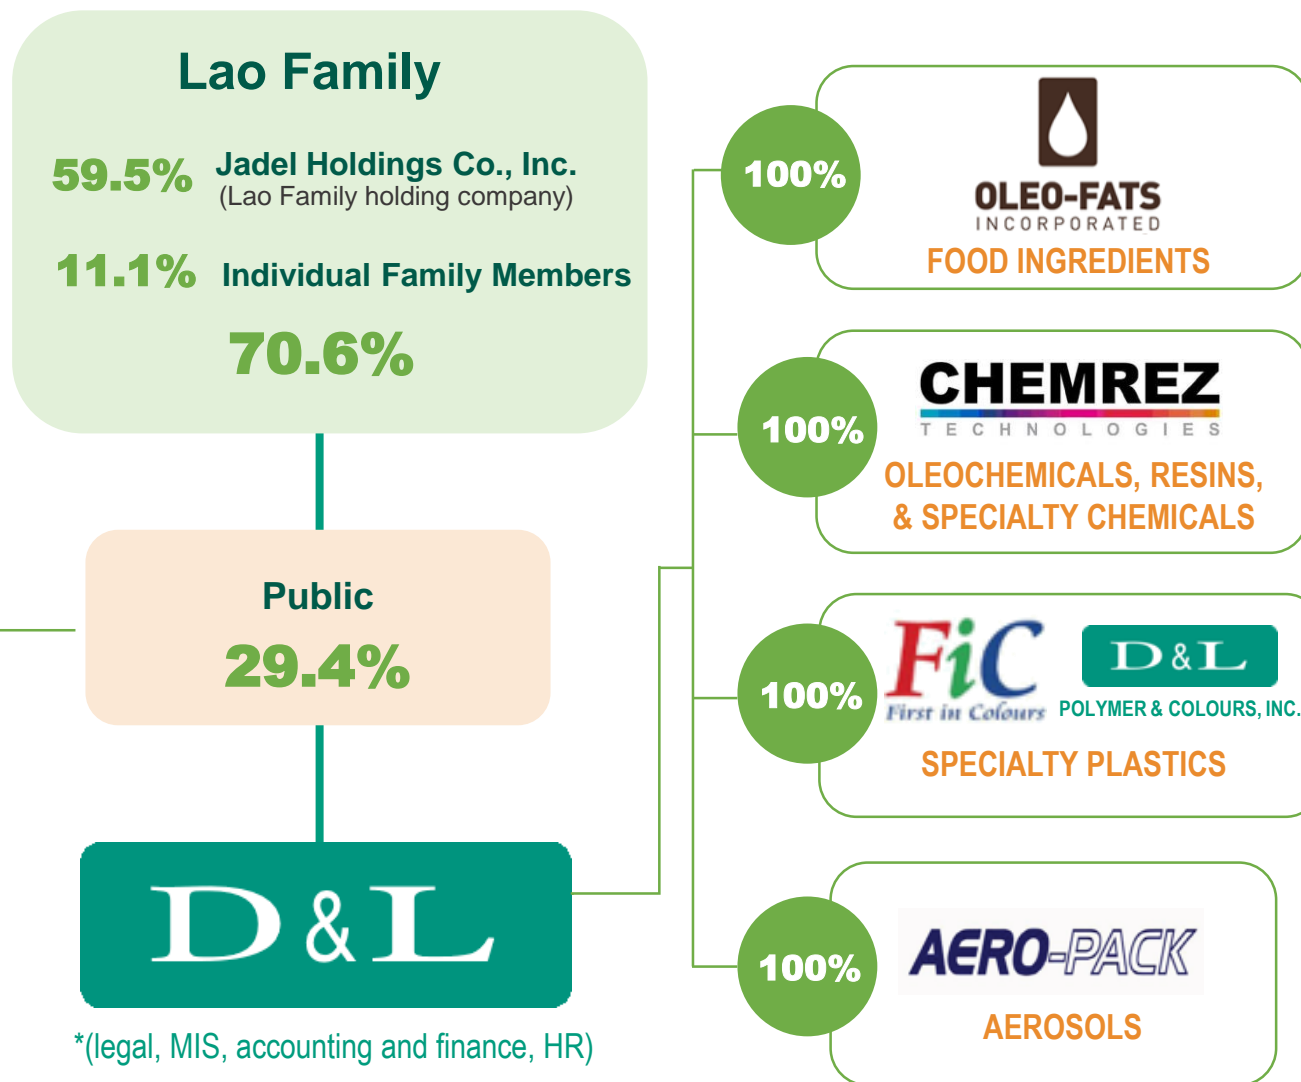 Lao Family
59.5% Jadel Holdings Co., Inc.
(Lao Family holding company)
11.1% Individual Family Members
70.6%
Public
29.4%
D&L
*(legal, MIS, accounting and finance, HR)
100%
OLEO-FATS
INCORPORATED
FOOD INGREDIENTS
100%
CHEMREZ
TECHNOLOGIES
OLEOCHEMICALS, RESINS,
& SPECIALTY CHEMICALS
100%
FiC
First in Colours
D&L
POLYMER & COLOURS, INC.
SPECIALTY PLASTICS
100%
AERO-PACK
AEROSOLS